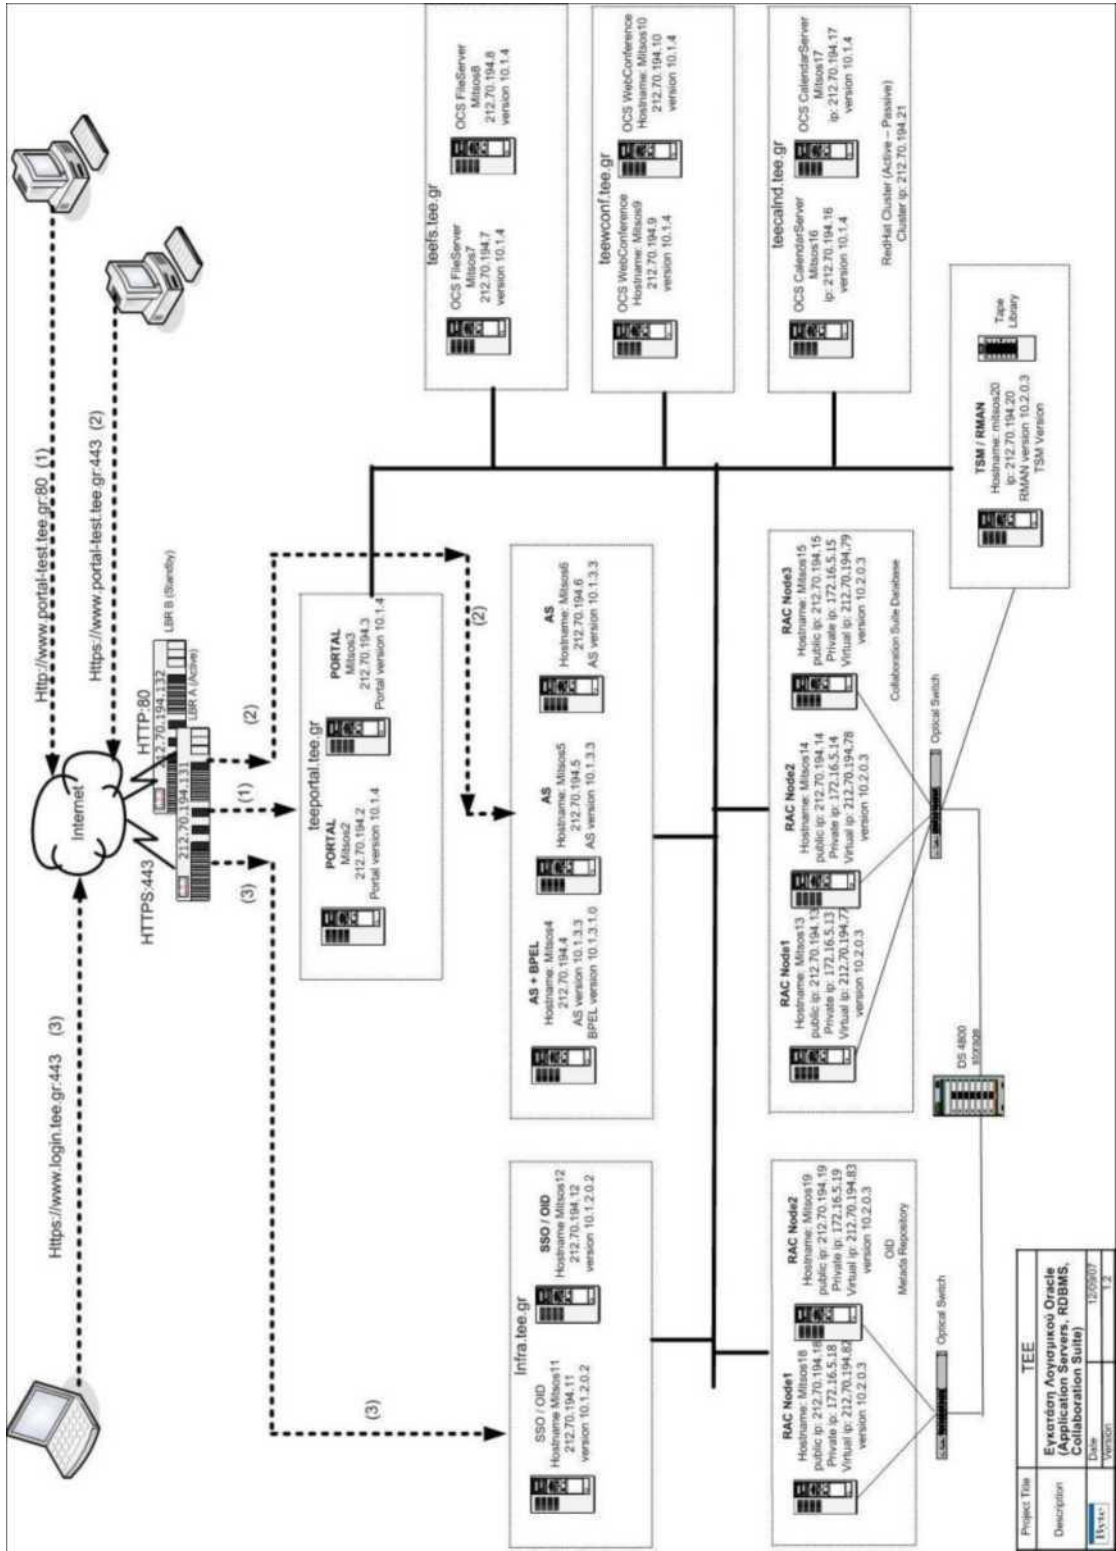 Https://www.login.tee.gr:443 (3)
Http://www.portal-test.tee.gr:80 (1)
Https://www.portal-test.tee.gr:443 (2)
Internet
HTTPS:443
HTTP:80
212.70.194.132
LBR B (Standby)
212.70.194.131
LBR A (Active)
(3)
(1)
(2)
(3)
(2)
teeportal.tee.gr
PORTAL
Mitsos2
212.70.194.2
Portal version 10.1.4
PORTAL
Mitsos3
212.70.194.3
Portal version 10.1.4
teefs.tee.gr
OCS FileServer
Mitsos7
212.70.194.7
version 10.1.4
OCS FileServer
Mitsos8
212.70.194.8
version 10.1.4
Infra.tee.gr
SSO / OID
Hostname Mitsos11
212.70.194.11
version 10.1.2.0.2
SSO / OID
Hostname Mitsos12
212.70.194.12
version 10.1.2.0.2
AS + BPEL
Hostname: Mitsos4
212.70.194.4
AS version 10.1.3.3
BPEL version 10.1.3.1.0
AS
Hostname: Mitsos5
212.70.194.5
AS version 10.1.3.3
AS
Hostname: Mitsos6
212.70.194.6
AS version 10.1.3.3
teewconf.tee.gr
OCS WebConference
Hostname: Mitsos9
212.70.194.9
version 10.1.4
OCS WebConference
Hostname: Mitsos10
212.70.194.10
version 10.1.4
RAC Node1
Hostname: Mitsos18
public ip: 212.70.194.18
Private ip: 172.16.5.18
Virtual ip: 212.70.194.82
version 10.2.0.3
RAC Node2
Hostname: Mitsos19
public ip: 212.70.194.19
Private ip: 172.16.5.19
Virtual ip: 212.70.194.83
version 10.2.0.3
OID
Metada Repository
RAC Node1
Hostname: Mitsos13
public ip: 212.70.194.13
Private ip: 172.16.5.13
Virtual ip: 212.70.194.77
version 10.2.0.3
RAC Node2
Hostname: Mitsos14
public ip: 212.70.194.14
Private ip: 172.16.5.14
Virtual ip: 212.70.194.78
version 10.2.0.3
RAC Node3
Hostname: Mitsos15
public ip: 212.70.194.15
Private ip: 172.16.5.15
Virtual ip: 212.70.194.79
version 10.2.0.3
Collaboration Suite Database
teecalnd.tee.gr
OCS CalendarServer
Mitsos16
ip: 212.70.194.16
version 10.1.4
OCS CalendarServer
Mitsos17
ip: 212.70.194.17
version 10.1.4
RedHat Cluster (Active – Passive)
Cluster ip: 212.70.194.21
Optical Switch
DS 4800
storage
Optical Switch
TSM / RMAN
Hostname: mitsos20
ip: 212.70.194.20
RMAN version 10.2.0.3
TSM Version
Tape
Library
Project Title
TEE
Description
Εγκατάση Λογισμικού Oracle
(Application Servers, RDBMS,
Collaboration Suite)
Byte
Date
12/09/07
Version
1.2